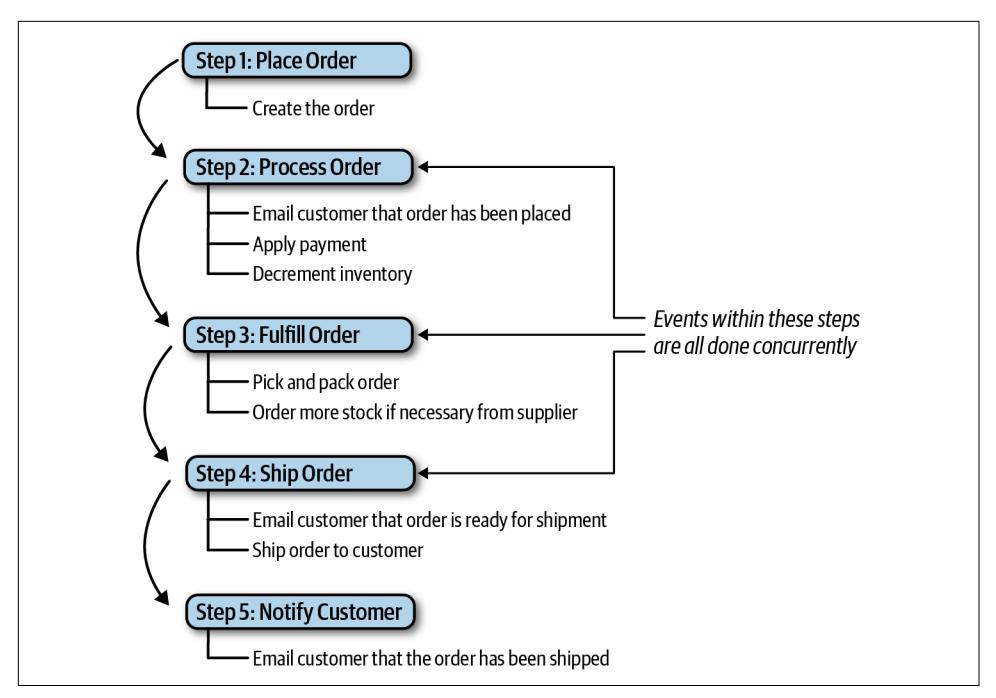 Step 1: Place Order
Create the order
Step 2: Process Order
Email customer that order has been placed
Apply payment
Decrement inventory
Step 3: Fulfill Order
Pick and pack order
Order more stock if necessary from supplier
Step 4: Ship Order
Email customer that order is ready for shipment
Ship order to customer
Step 5: Notify Customer
Email customer that the order has been shipped
Events within these steps
are all done concurrently